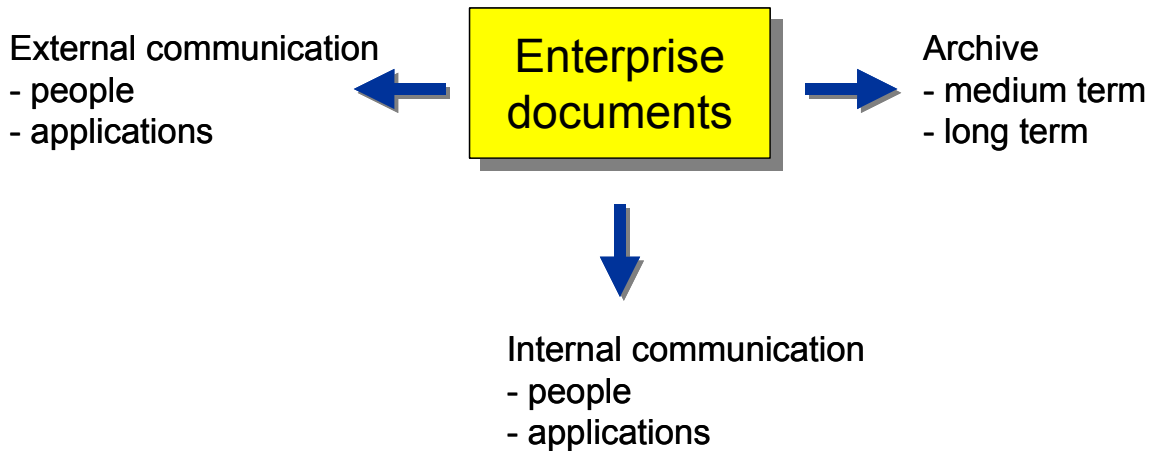 External communication
- people
- applications
Enterprise
documents
Archive
- medium term
- long term
Internal communication
- people
- applications